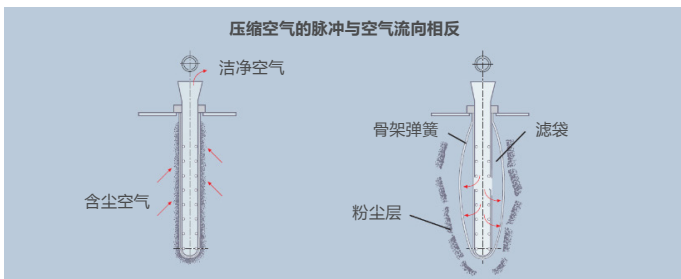 压缩空气的脉冲与空气流向相反
洁净空气
骨架弹簧
滤袋
含尘空气
粉尘层